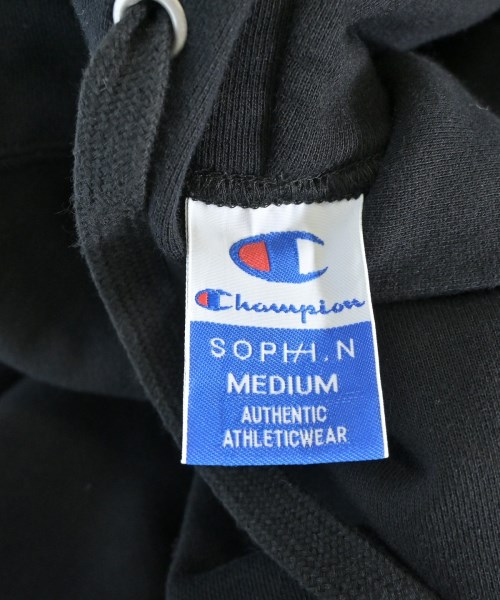 Champion
SOPH.N
MEDIUM
AUTHENTIC
ATHLETICWEAR